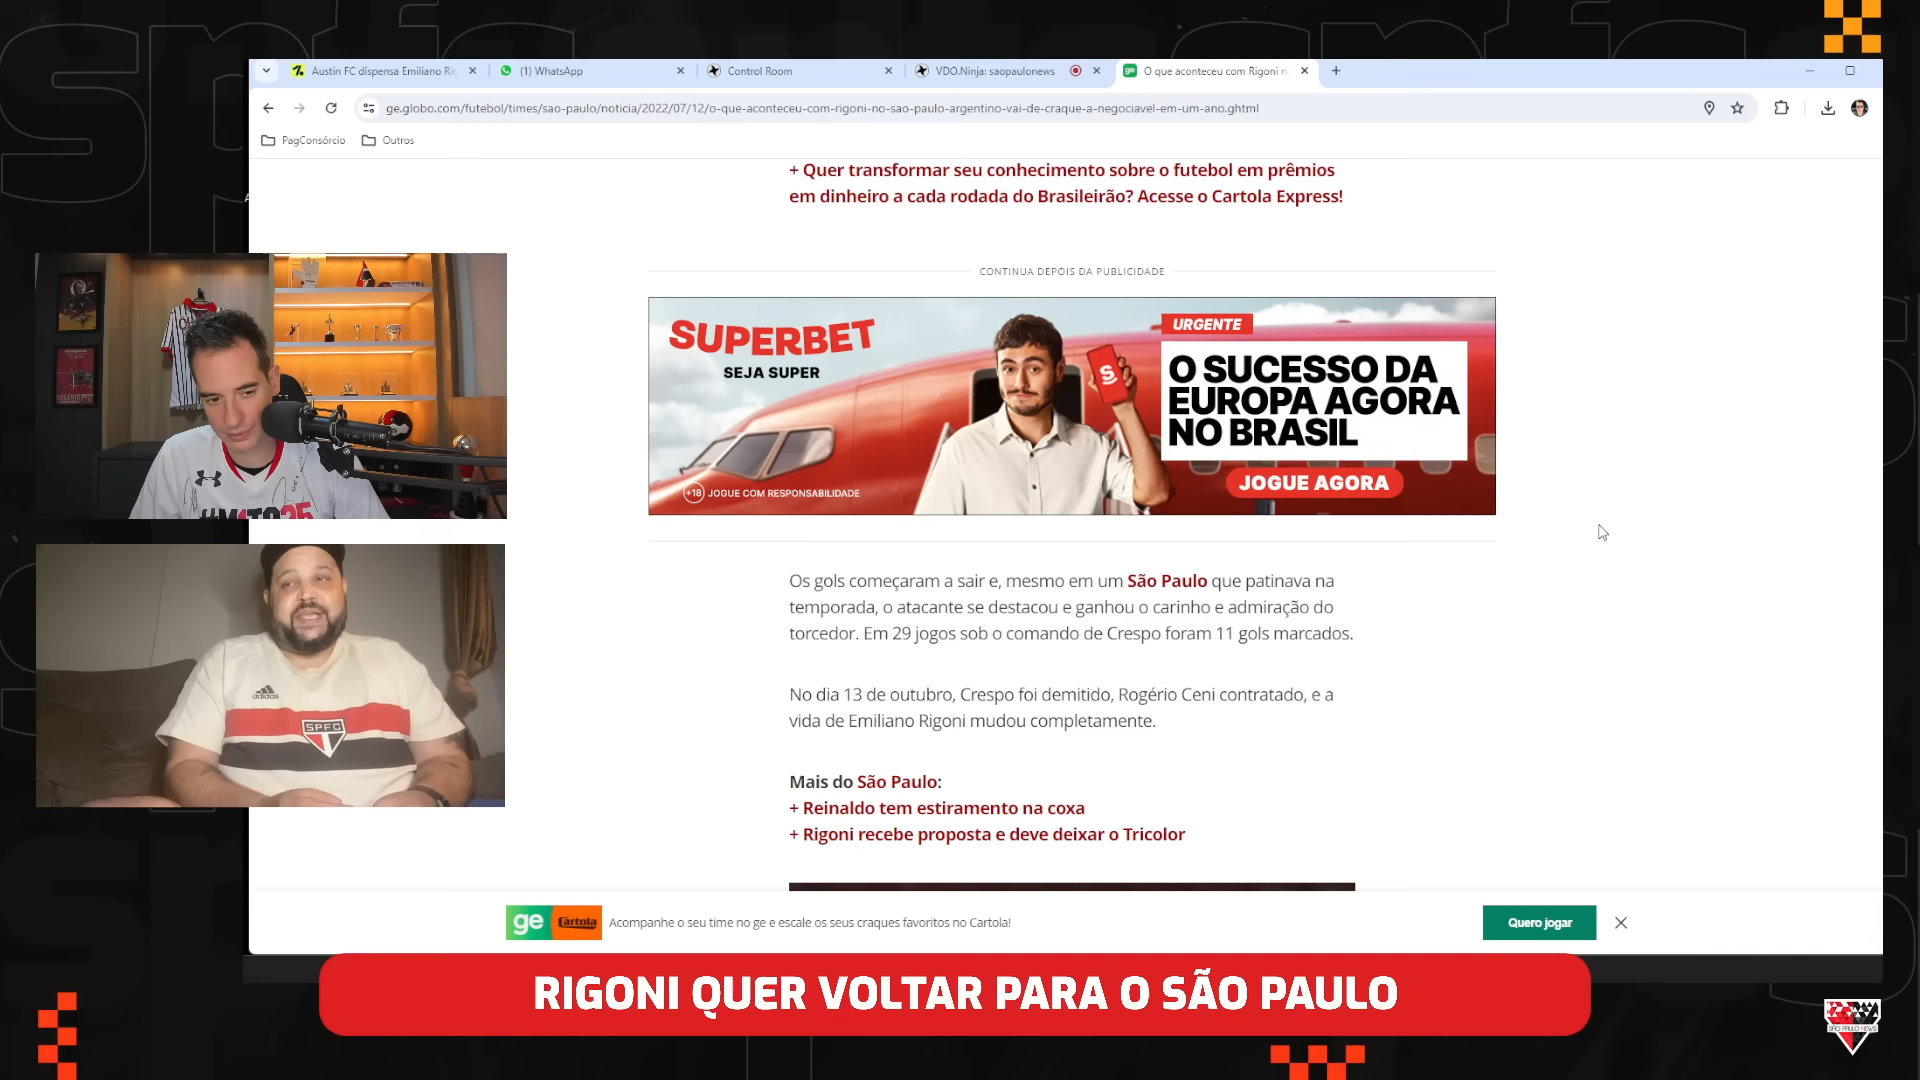 Austin FC dispensa Emiliano Rig
(1) WhatsApp
Control Room
VDO.Ninja: saopaulonews
O que aconteceu com Rigoni n
ge.globo.com/futebol/times/sao-paulo/noticia/2022/07/12/o-que-aconteceu-com-rigoni-no-sao-paulo-argentino-vai-de-craque-a-negociavel-em-um-ano.ghtml
PagConsórcio
Outros
+ Quer transformar seu conhecimento sobre o futebol em prêmios
em dinheiro a cada rodada do Brasileirão? Acesse o Cartola Express!
CONTINUA DEPOIS DA PUBLICIDADE
SUPERBET
SEJA SUPER
+18 JOGUE COM RESPONSABILIDADE
URGENTE
O SUCESSO DA
EUROPA AGORA
NO BRASIL
JOGUE AGORA
S
#M1TO
adidas
SPFC
Os gols começaram a sair e, mesmo em um São Paulo que patinava na
temporada, o atacante se destacou e ganhou o carinho e admiração do
torcedor. Em 29 jogos sob o comando de Crespo foram 11 gols marcados.
No dia 13 de outubro, Crespo foi demitido, Rogério Ceni contratado, e a
vida de Emiliano Rigoni mudou completamente.
Mais do São Paulo:
+ Reinaldo tem estiramento na coxa
+ Rigoni recebe proposta e deve deixar o Tricolor
ge Cartola Acompanhe o seu time no ge e escale os seus craques favoritos no Cartola!
Quero jogar
RIGONI QUER VOLTAR PARA O SÃO PAULO
SÃO PAULO NEWS